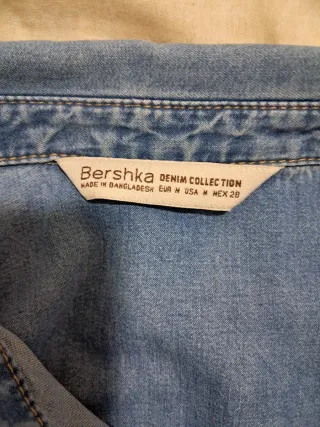 Bershka DENIM COLLECTION
MADE IN BANGLADESH EUR M USA M MEX 28